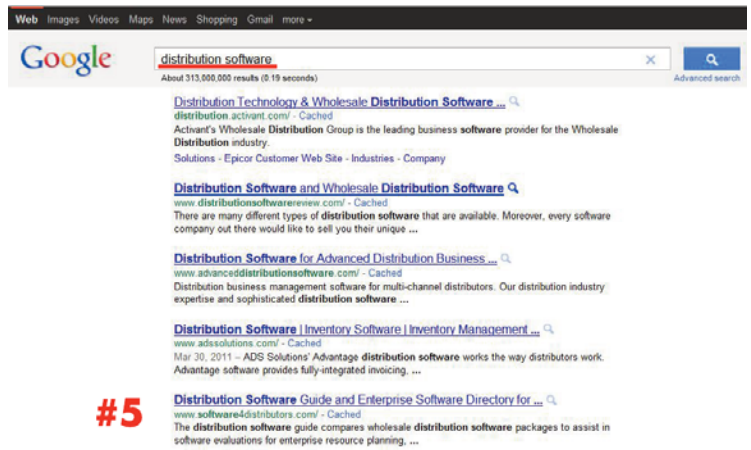 Web Images Videos Maps News Shopping Gmail more
Google
distribution software
About 313,000,000 results (0.19 seconds)
Advanced search
Distribution Technology & Wholesale Distribution Software ...
distribution.activant.com/ - Cached
Activant's Wholesale Distribution Group is the leading business software provider for the Wholesale
Distribution industry.
Solutions - Epicor Customer Web Site - Industries - Company
Distribution Software and Wholesale Distribution Software
www.distributionsoftwarereview.com/ - Cached
There are many different types of distribution software that are available. Moreover, every software
company out there would like to sell you their unique ...
Distribution Software for Advanced Distribution Business ...
www.advanceddistributionsoftware.com/ - Cached
Distribution business management software for multi-channel distributors. Our distribution industry
expertise and sophisticated distribution software ...
Distribution Software | Inventory Software | Inventory Management ...
www.adssolutions.com/ - Cached
Mar 30, 2011 – ADS Solutions' Advantage distribution software works the way distributors work.
Advantage software provides fully-integrated invoicing, ...
#5
Distribution Software Guide and Enterprise Software Directory for ...
www.software4distributors.com/ - Cached
The distribution software guide compares wholesale distribution software packages to assist in
software evaluations for enterprise resource planning, ...